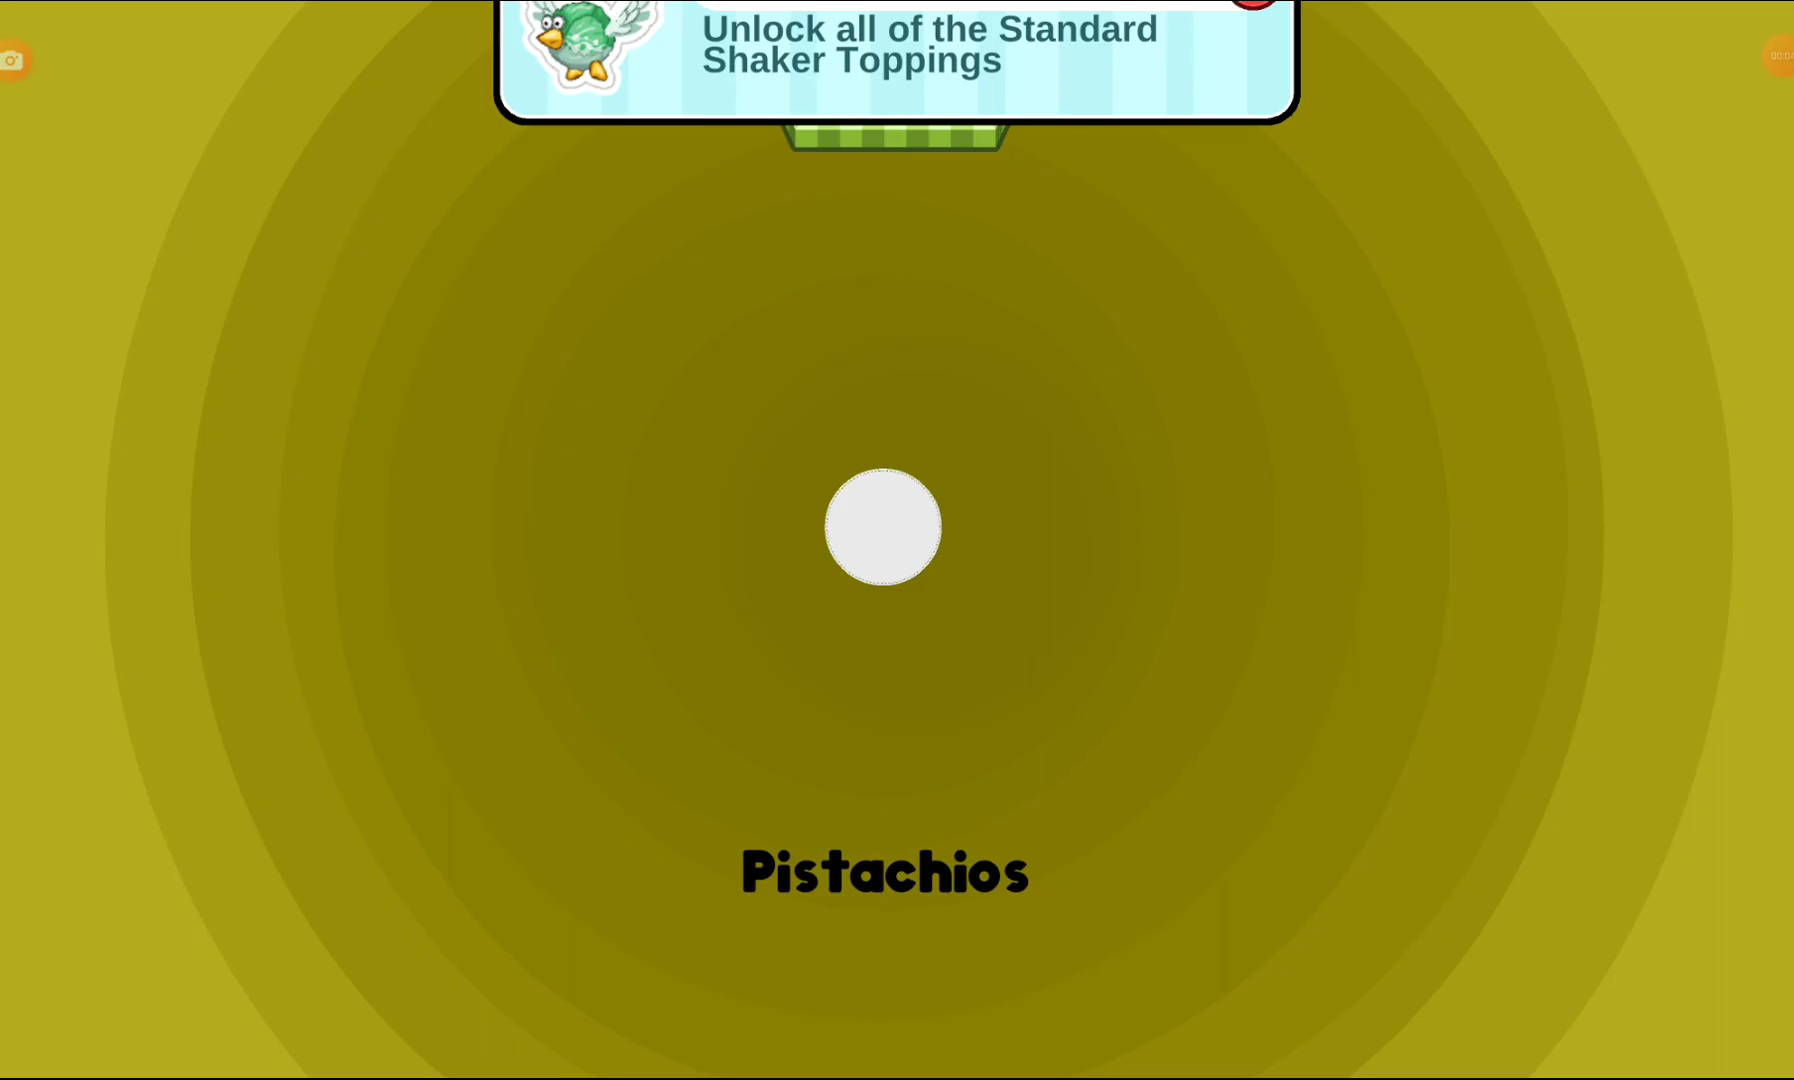 Unlock all of the Standard
Shaker Toppings
Pistachios